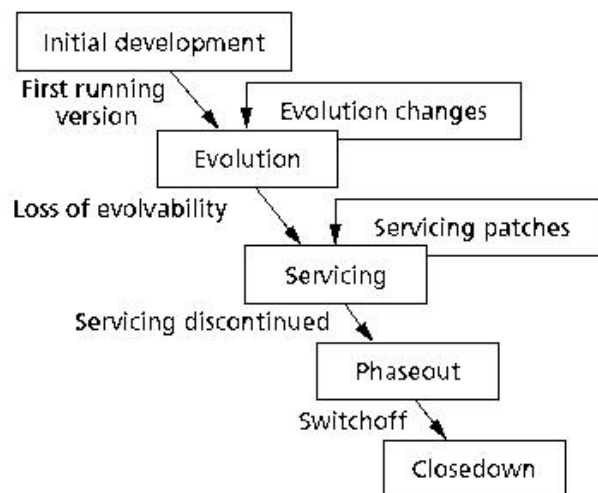 Initial development
First running
version
Evolution changes
Evolution
Loss of evolvability
Servicing patches
Servicing
Servicing discontinued
Phaseout
Switchoff
Closedown